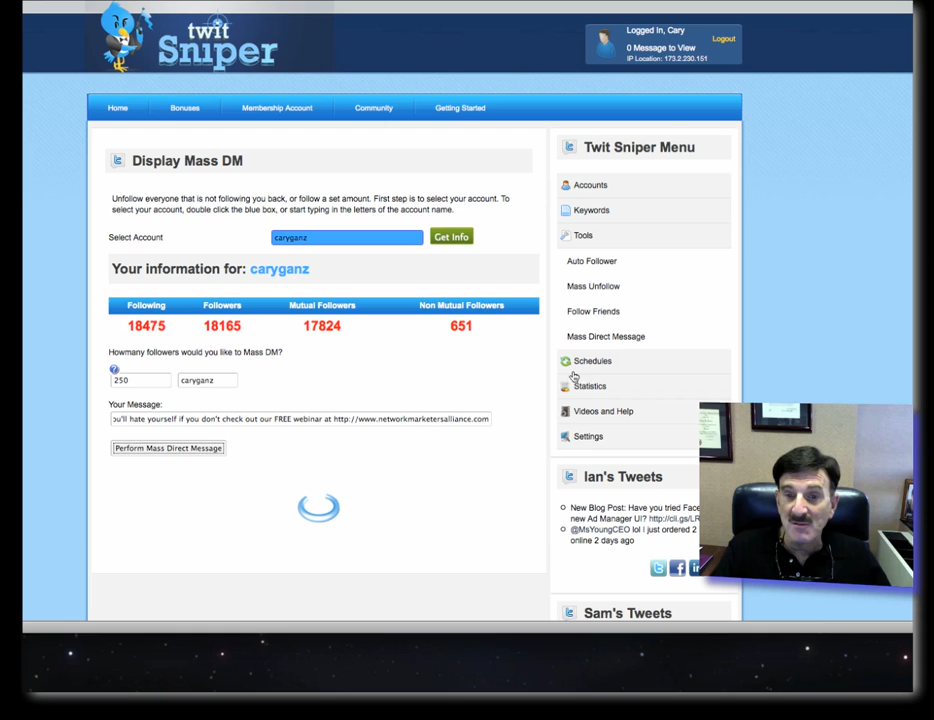 twit
Sniper
Logged In, Cary
Logout
0 Message to View
IP Location: 173.2.230.151
Home
Bonuses
Membership Account
Community
Getting Started
Display Mass DM
Unfollow everyone that is not following you back, or follow a set amount. First step is to select your account. To
select your account, double click the blue box, or start typing in the letters of the account name.
Select Account
caryganz
Get Info
Your information for: caryganz
Following
Followers
Mutual Followers
Non Mutual Followers
18475
18165
17824
651
Howmany followers would you like to Mass DM?
250
caryganz
Your Message:
ou'll hate yourself if you don't check out our FREE webinar at http://www.networkmarketersalliance.com
Perform Mass Direct Message
Twit Sniper Menu
Accounts
Keywords
Tools
Auto Follower
Mass Unfollow
Follow Friends
Mass Direct Message
Schedules
Statistics
Videos and Help
Settings
Ian's Tweets
New Blog Post: Have you tried Face
new Ad Manager UI? http://cli.gs/LR
@MsYoungCEO lol I just ordered 2
online 2 days ago
Sam's Tweets